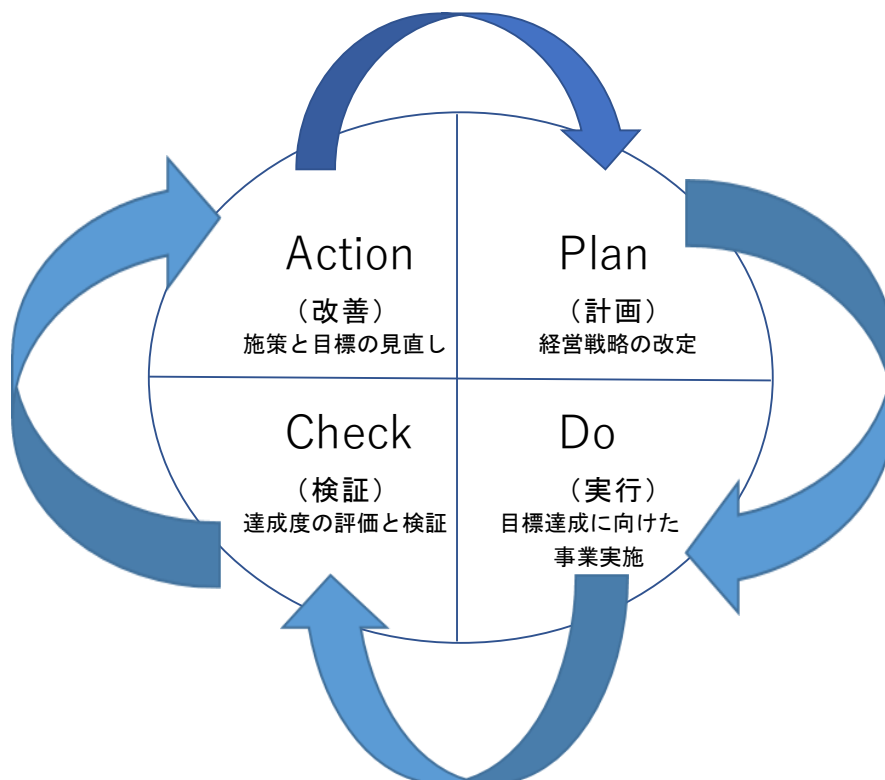 Action
（改善）
施策と目標の見直し
Plan
（計画）
経営戦略の改定
Check
（検証）
達成度の評価と検証
Do
（実行）
目標達成に向けた
事業実施